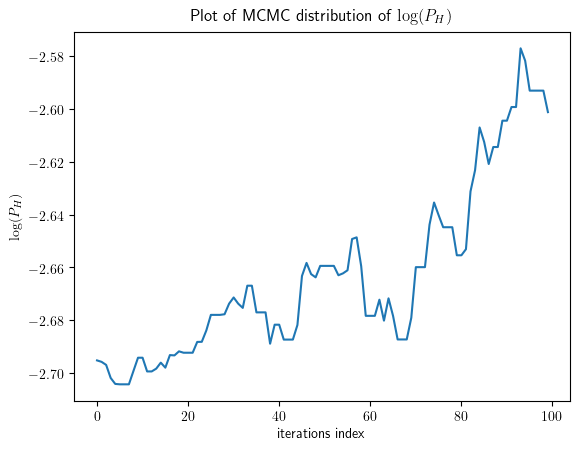 Plot of MCMC distribution of log(P_H)
−2.58
−2.60
−2.62
−2.64
−2.66
−2.68
−2.70
log(P_H)
0 20 40 60 80 100
iterations index